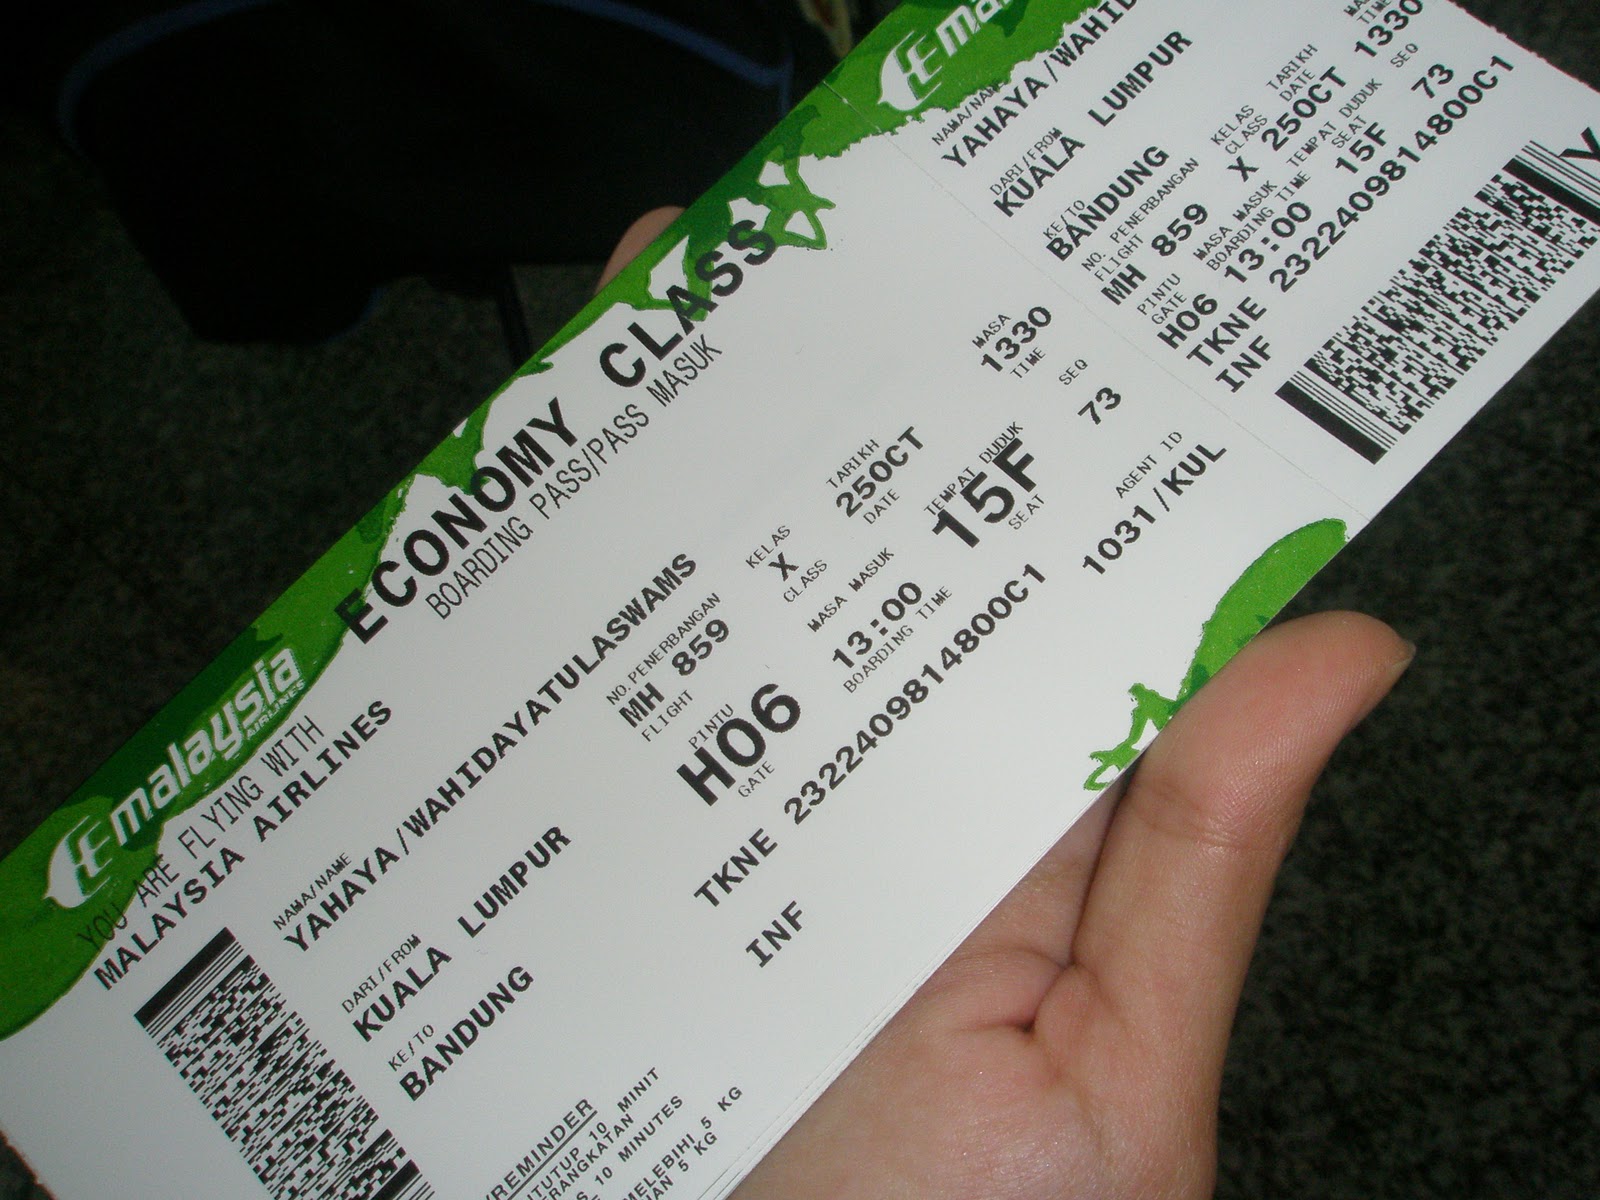 malaysia
AIRLINES
ECONOMY CLASS
BOARDING PASS/PASS MASUK
YOU ARE FLYING WITH
MALAYSIA AIRLINES
NAMA/NAME
YAHAYA/WAHIDAYATULASWAMS
DARI/FROM
KUALA LUMPUR
KE/TO
BANDUNG
NO.PENERBANGAN
MH 859
FLIGHT
KELAS
X
CLASS
TARIKH
25OCT
DATE
MASA
1330
TIME
PINTU
H06
GATE
MASA MASUK
13:00
BOARDING TIME
TEMPAT DUDUK
15F
SEAT
SEQ
73
TKNE 2322409814800C1
AGENT ID
1031/KUL
INF
/REMINDER
TUTUP 10 MINIT
RANGKATAN
10 MINUTES
MELEBIHI 5 KG
5 KG
NAMA/NAME
YAHAYA/WAHID
DARI/FROM
KUALA LUMPUR
KE/TO
BANDUNG
NO. PENERBANGAN
FLIGHT
MH 859
KELAS
CLASS
X
TARIKH
DATE
25OCT
TIME
1330
PINTU
GATE
H06
MASA MASUK
BOARDING TIME
13:00
TEMPAT DUDUK
SEAT
15F
SEQ
73
TKNE 2322409814800C1
INF